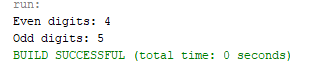 run:
Even digits: 4
Odd digits: 5
BUILD SUCCESSFUL (total time: 0 seconds)